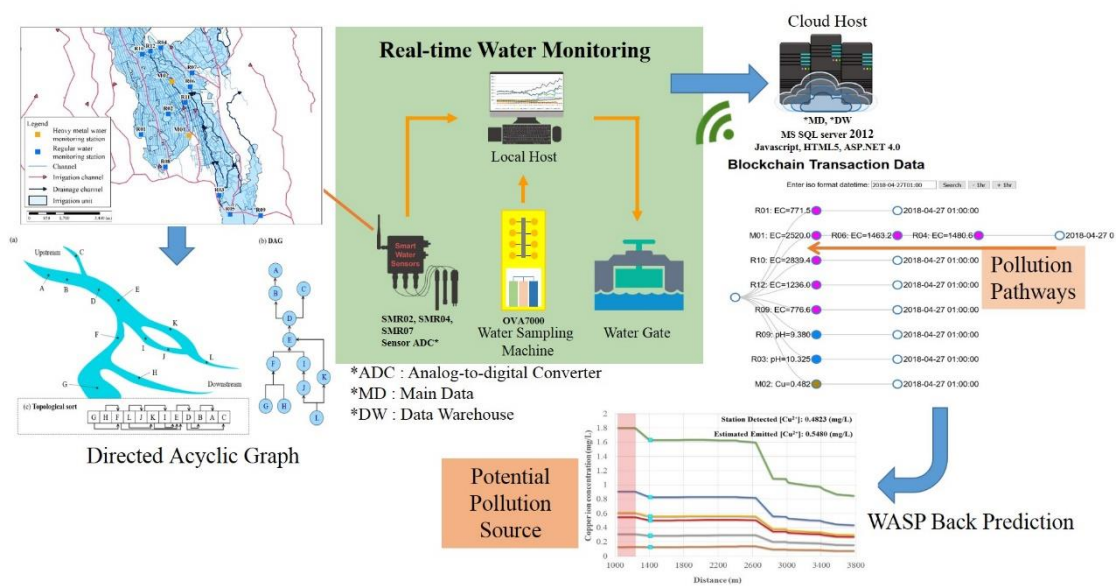 Real-time Water Monitoring
Cloud Host
R12
R07
R06
R11
R02
R01
R03
R05
R09
Legend
Heavy metal water
monitoring station
Regular water
monitoring station
Channel
Irrigation channel
Drainage channel
Irrigation unit
Local Host
Smart
Water
Sensors
SMR02, SMR04,
SMR07
Sensor ADC*
OVA7000
Water Sampling
Machine
Water Gate
*ADC : Analog-to-digital Converter
*MD : Main Data
*DW : Data Warehouse
*MD, *DW
MS SQL server 2012
Javascript, HTML5, ASP.NET 4.0
Blockchain Transaction Data
Enter iso format datetime: 2018-04-27T01:00 Search - 1hr + 1hr
R01: EC=771.5 2018-04-27 01:00:00
M01: EC=2520.0 R06: EC=1463.2 R04: EC=1480.6 2018-04-27 0
R10: EC=2839.4 2018-04-27 01:00:00
R12: EC=1236.0 2018-04-27 01:00:00
R09: EC=776.6 2018-04-27 01:00:00
R09: pH=9.380 2018-04-27 01:00:00
R03: pH=10.325 2018-04-27 01:00:00
M02: Cu=0.482 2018-04-27 01:00:00
Pollution
Pathways
(a)
Upstream
A
B
C
D
E
F
G
H
I
J
K
L
Downstream
(b) DAG
A
B
C
D
E
F
I
K
J
G
H
L
(c) Topological sort
G H F L J K I E D B A C
Directed Acyclic Graph
Potential
Pollution
Source
Station Detected [Cu²⁺]: 0.4823 (mg/L)
Estimated Emitted [Cu²⁺]: 0.5480 (mg/L)
Copper ion concentration (mg/L)
2
1.8
1.6
1.4
1.2
1
0.8
0.6
0.4
0.2
0
1000 1400 1800 2200 2600 3000 3400 3800
Distance (m)
WASP Back Prediction